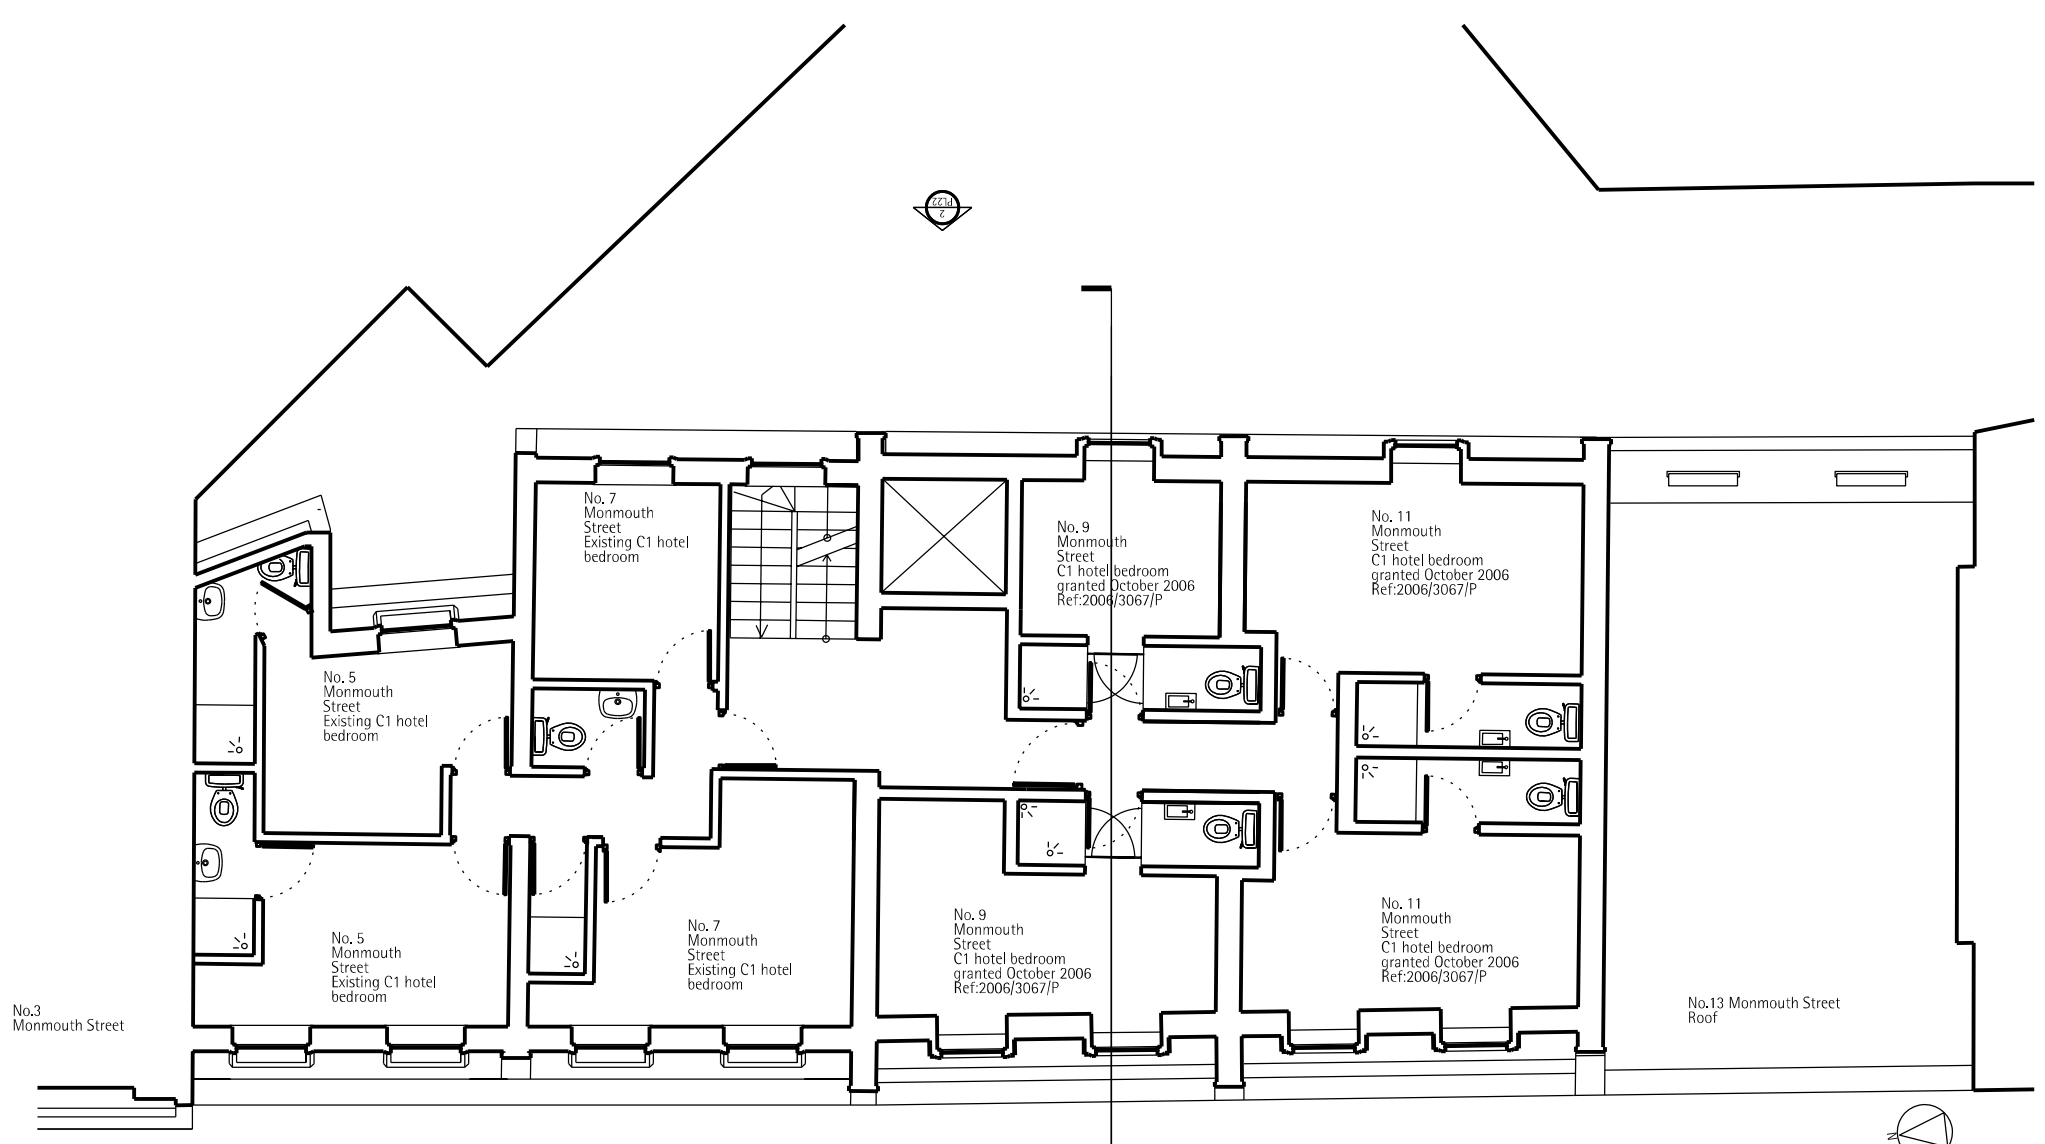 PL22
2
No. 7
Monmouth
Street
Existing C1 hotel
bedroom
No. 9
Monmouth
Street
C1 hotel bedroom
granted October 2006
Ref:2006/3067/P
No. 11
Monmouth
Street
C1 hotel bedroom
granted October 2006
Ref:2006/3067/P
No. 5
Monmouth
Street
Existing C1 hotel
bedroom
No. 5
Monmouth
Street
Existing C1 hotel
bedroom
No. 7
Monmouth
Street
Existing C1 hotel
bedroom
No. 9
Monmouth
Street
C1 hotel bedroom
granted October 2006
Ref:2006/3067/P
No. 11
Monmouth
Street
C1 hotel bedroom
granted October 2006
Ref:2006/3067/P
No.3
Monmouth Street
No.13 Monmouth Street
Roof
N